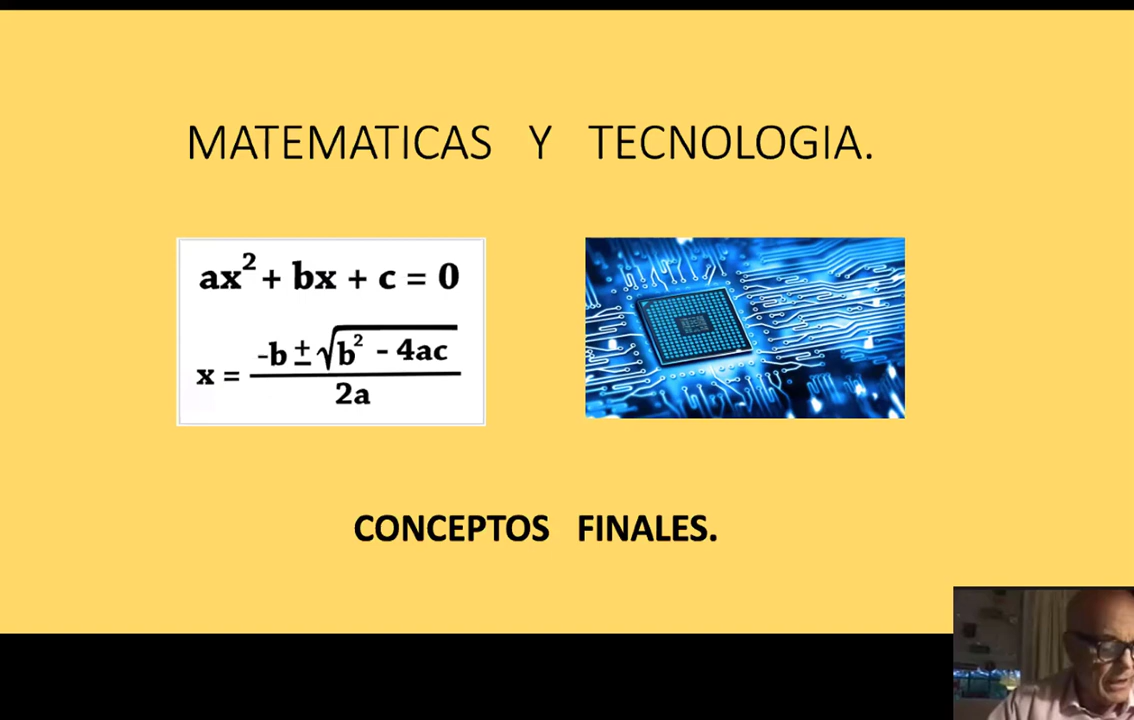 MATEMATICAS Y TECNOLOGIA.
ax² + bx + c = 0
x = -b ± √b² - 4ac / 2a
CONCEPTOS FINALES.